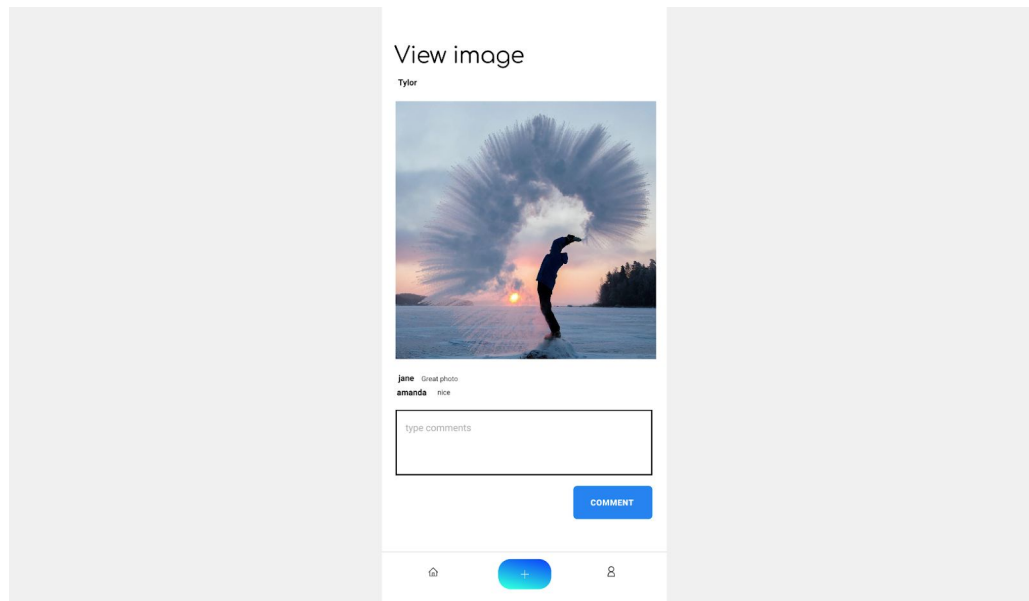 View image
Tylor
jane Great photo
amanda nice
type comments
COMMENT
+